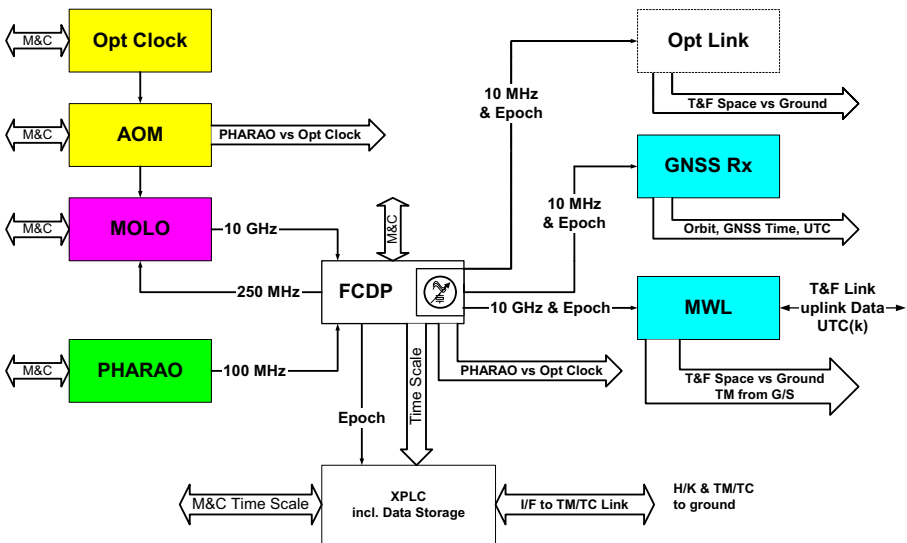 M&C
Opt Clock
Opt Link
10 MHz
& Epoch
T&F Space vs Ground
M&C
AOM
PHARAO vs Opt Clock
GNSS Rx
10 MHz
& Epoch
Orbit, GNSS Time, UTC
M&C
MOLO
10 GHz
M&C
250 MHz
FCDP
10 GHz & Epoch
MWL
T&F Link
uplink Data
UTC(k)
M&C
PHARAO
100 MHz
PHARAO vs Opt Clock
T&F Space vs Ground
TM from G/S
Epoch
Time Scale
M&C Time Scale
XPLC
incl. Data Storage
I/F to TM/TC Link
H/K & TM/TC
to ground